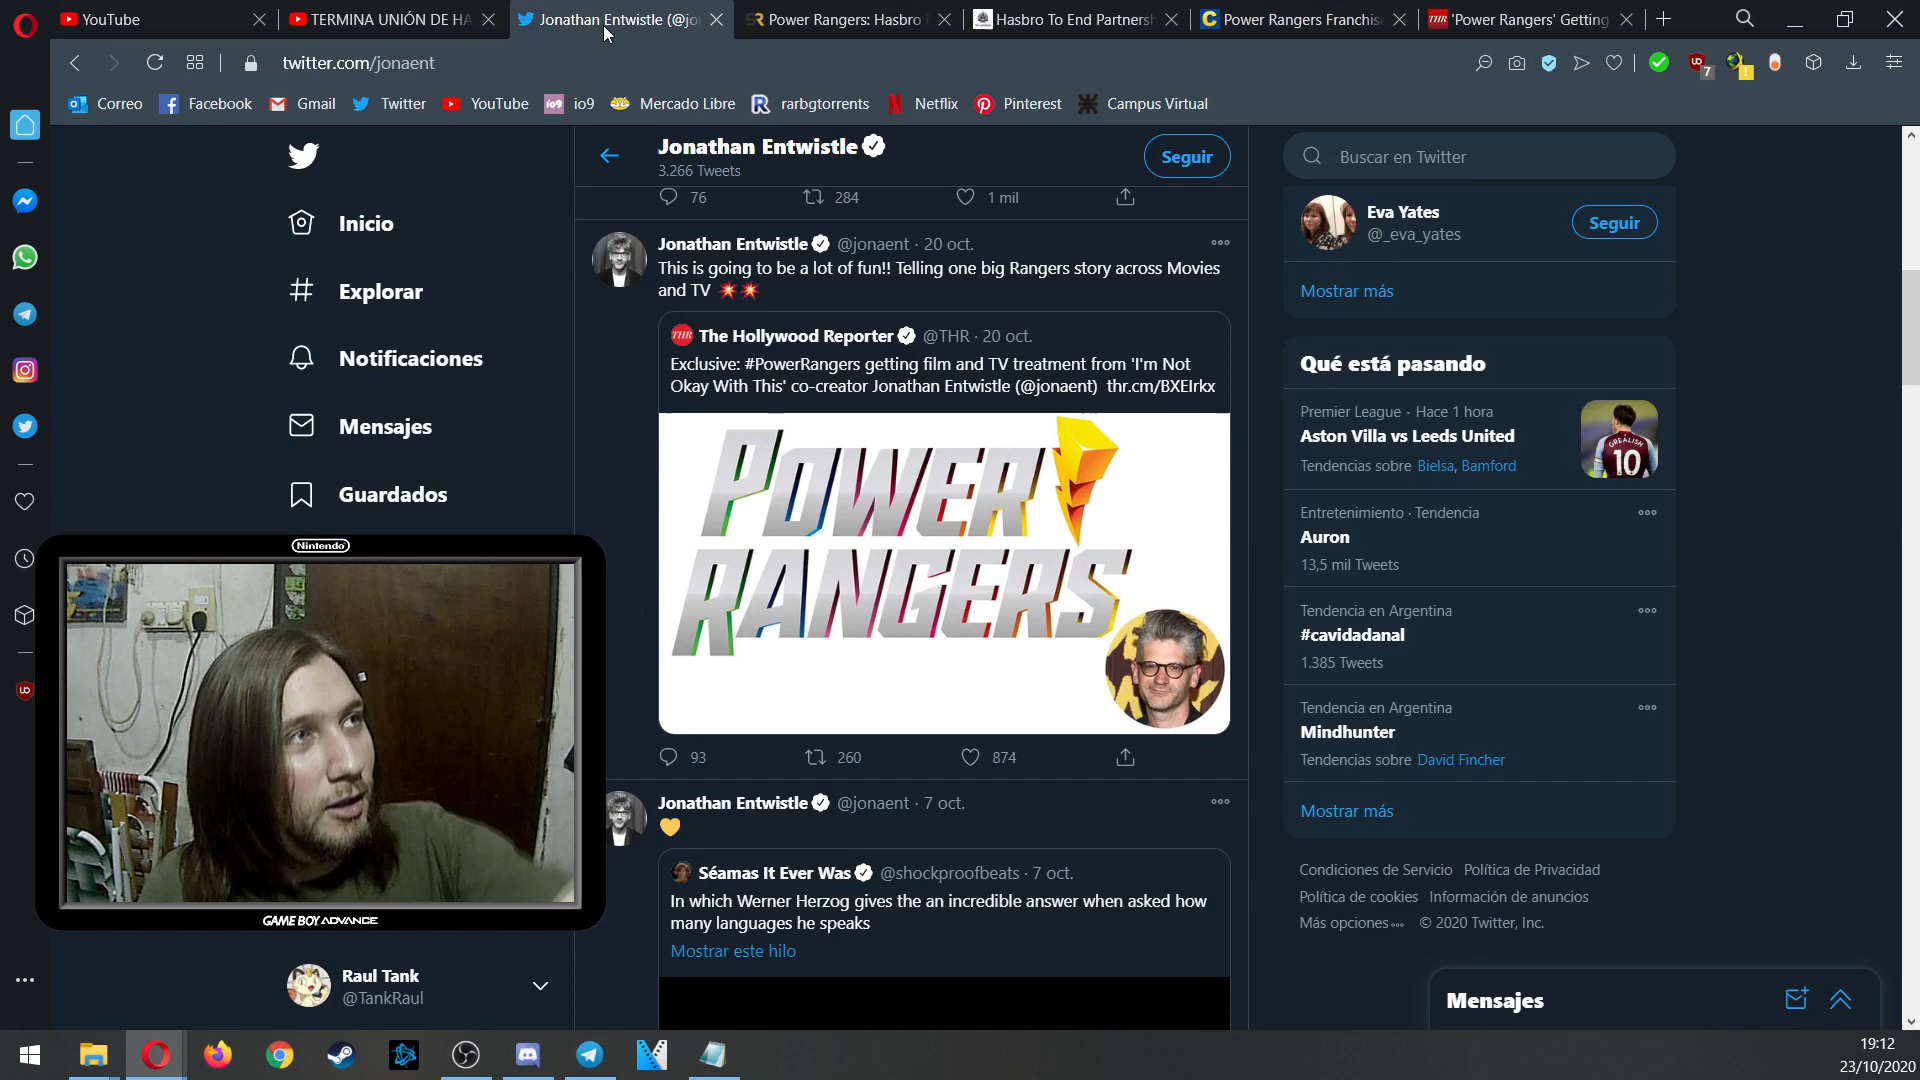 YouTube
TERMINA UNIÓN DE HA
Jonathan Entwistle (@jo
Power Rangers: Hasbro
Hasbro To End Partnersh
Power Rangers Franchise
'Power Rangers' Getting
twitter.com/jonaent
7
Correo
Facebook
Gmail
Twitter
YouTube
io9
io9
Mercado Libre
rarbgtorrents
Netflix
Pinterest
Campus Virtual
Inicio
Explorar
Notificaciones
Mensajes
Guardados
Nintendo
GAME BOY ADVANCE
Raul Tank
@TankRaul
Jonathan Entwistle
3.266 Tweets
Seguir
76
284
1 mil
Jonathan Entwistle @jonaent · 20 oct.
This is going to be a lot of fun!! Telling one big Rangers story across Movies
and TV 💥💥
THR The Hollywood Reporter @THR · 20 oct.
Exclusive: #PowerRangers getting film and TV treatment from 'I'm Not
Okay With This' co-creator Jonathan Entwistle (@jonaent) thr.cm/BXEIrkx
POWER
RANGERS
93
260
874
Jonathan Entwistle @jonaent · 7 oct.
💛
Séamas It Ever Was @shockproofbeats · 7 oct.
In which Werner Herzog gives the an incredible answer when asked how
many languages he speaks
Mostrar este hilo
Buscar en Twitter
Eva Yates
@_eva_yates
Seguir
Mostrar más
Qué está pasando
Premier League · Hace 1 hora
Aston Villa vs Leeds United
Tendencias sobre Bielsa, Bamford
GREALISH
10
Entretenimiento · Tendencia
Auron
13,5 mil Tweets
Tendencia en Argentina
#cavidadanal
1.385 Tweets
Tendencia en Argentina
Mindhunter
Tendencias sobre David Fincher
Mostrar más
Condiciones de Servicio Política de Privacidad
Política de cookies Información de anuncios
Más opciones © 2020 Twitter, Inc.
Mensajes
19:12
23/10/2020